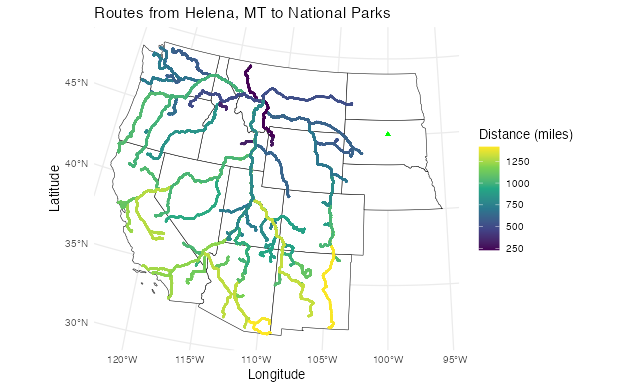 Routes from Helena, MT to National Parks
45°N
40°N
35°N
30°N
Latitude
120°W
115°W
110°W
105°W
100°W
95°W
Longitude
Distance (miles)
1250
1000
750
500
250